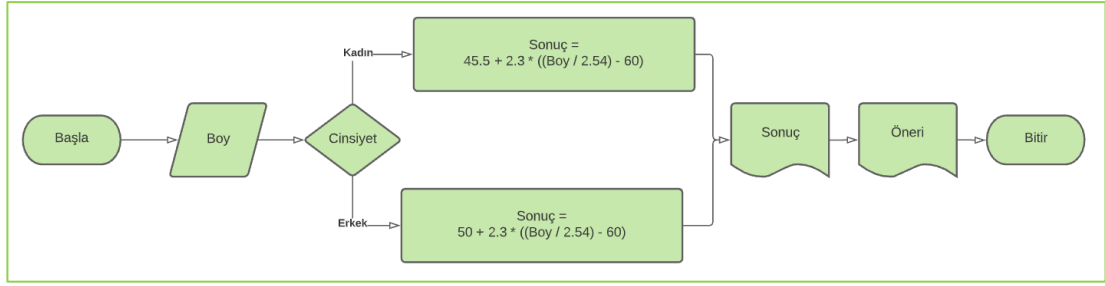 Başla
Boy
Cinsiyet
Kadın
Sonuç =
45.5 + 2.3 * ((Boy / 2.54) - 60)
Erkek
Sonuç =
50 + 2.3 * ((Boy / 2.54) - 60)
Sonuç
Öneri
Bitir